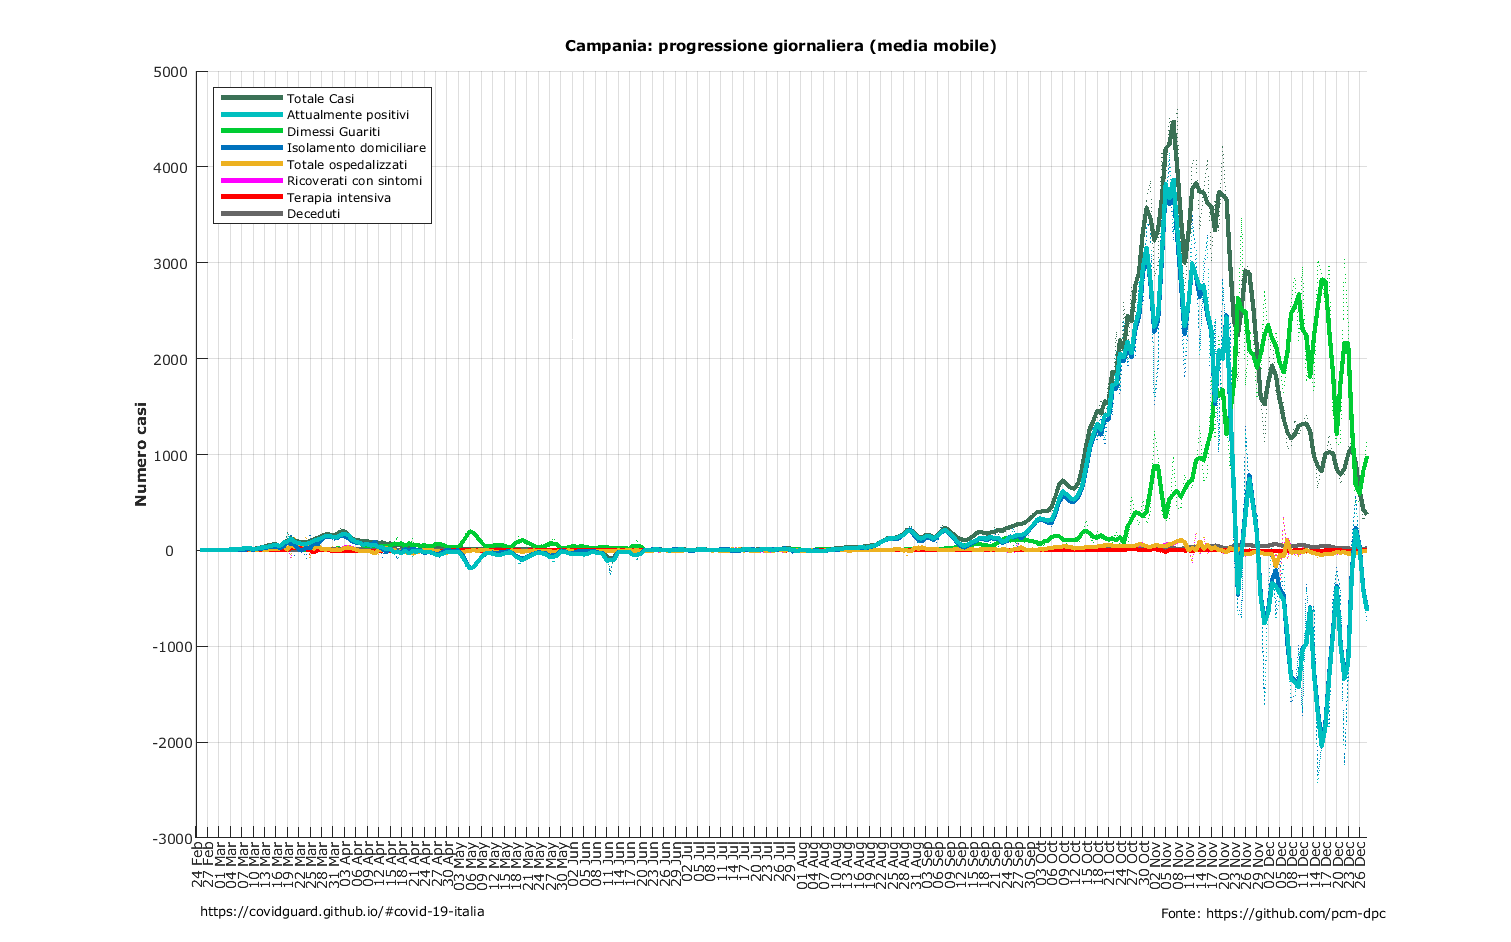 Campania: progressione giornaliera (media mobile)
Numero casi
5000
4000
3000
2000
1000
0
-1000
-2000
-3000
Totale Casi
Attualmente positivi
Dimessi Guariti
Isolamento domiciliare
Totale ospedalizzati
Ricoverati con sintomi
Terapia intensiva
Deceduti
24 Feb
27 Feb
01 Mar
04 Mar
07 Mar
10 Mar
13 Mar
16 Mar
19 Mar
22 Mar
25 Mar
28 Mar
31 Mar
03 Apr
06 Apr
09 Apr
12 Apr
15 Apr
18 Apr
21 Apr
24 Apr
27 Apr
30 Apr
03 May
06 May
09 May
12 May
15 May
18 May
21 May
24 May
27 May
30 May
02 Jun
05 Jun
08 Jun
11 Jun
14 Jun
17 Jun
20 Jun
23 Jun
26 Jun
29 Jun
02 Jul
05 Jul
08 Jul
11 Jul
14 Jul
17 Jul
20 Jul
23 Jul
26 Jul
29 Jul
01 Aug
04 Aug
07 Aug
10 Aug
13 Aug
16 Aug
19 Aug
22 Aug
25 Aug
28 Aug
31 Aug
03 Sep
06 Sep
09 Sep
12 Sep
15 Sep
18 Sep
21 Sep
24 Sep
27 Sep
30 Sep
03 Oct
06 Oct
09 Oct
12 Oct
15 Oct
18 Oct
21 Oct
24 Oct
27 Oct
30 Oct
02 Nov
05 Nov
08 Nov
11 Nov
14 Nov
17 Nov
20 Nov
23 Nov
26 Nov
29 Nov
02 Dec
05 Dec
08 Dec
11 Dec
14 Dec
17 Dec
20 Dec
23 Dec
26 Dec
https://covidguard.github.io/#covid-19-italia
Fonte: https://github.com/pcm-dpc